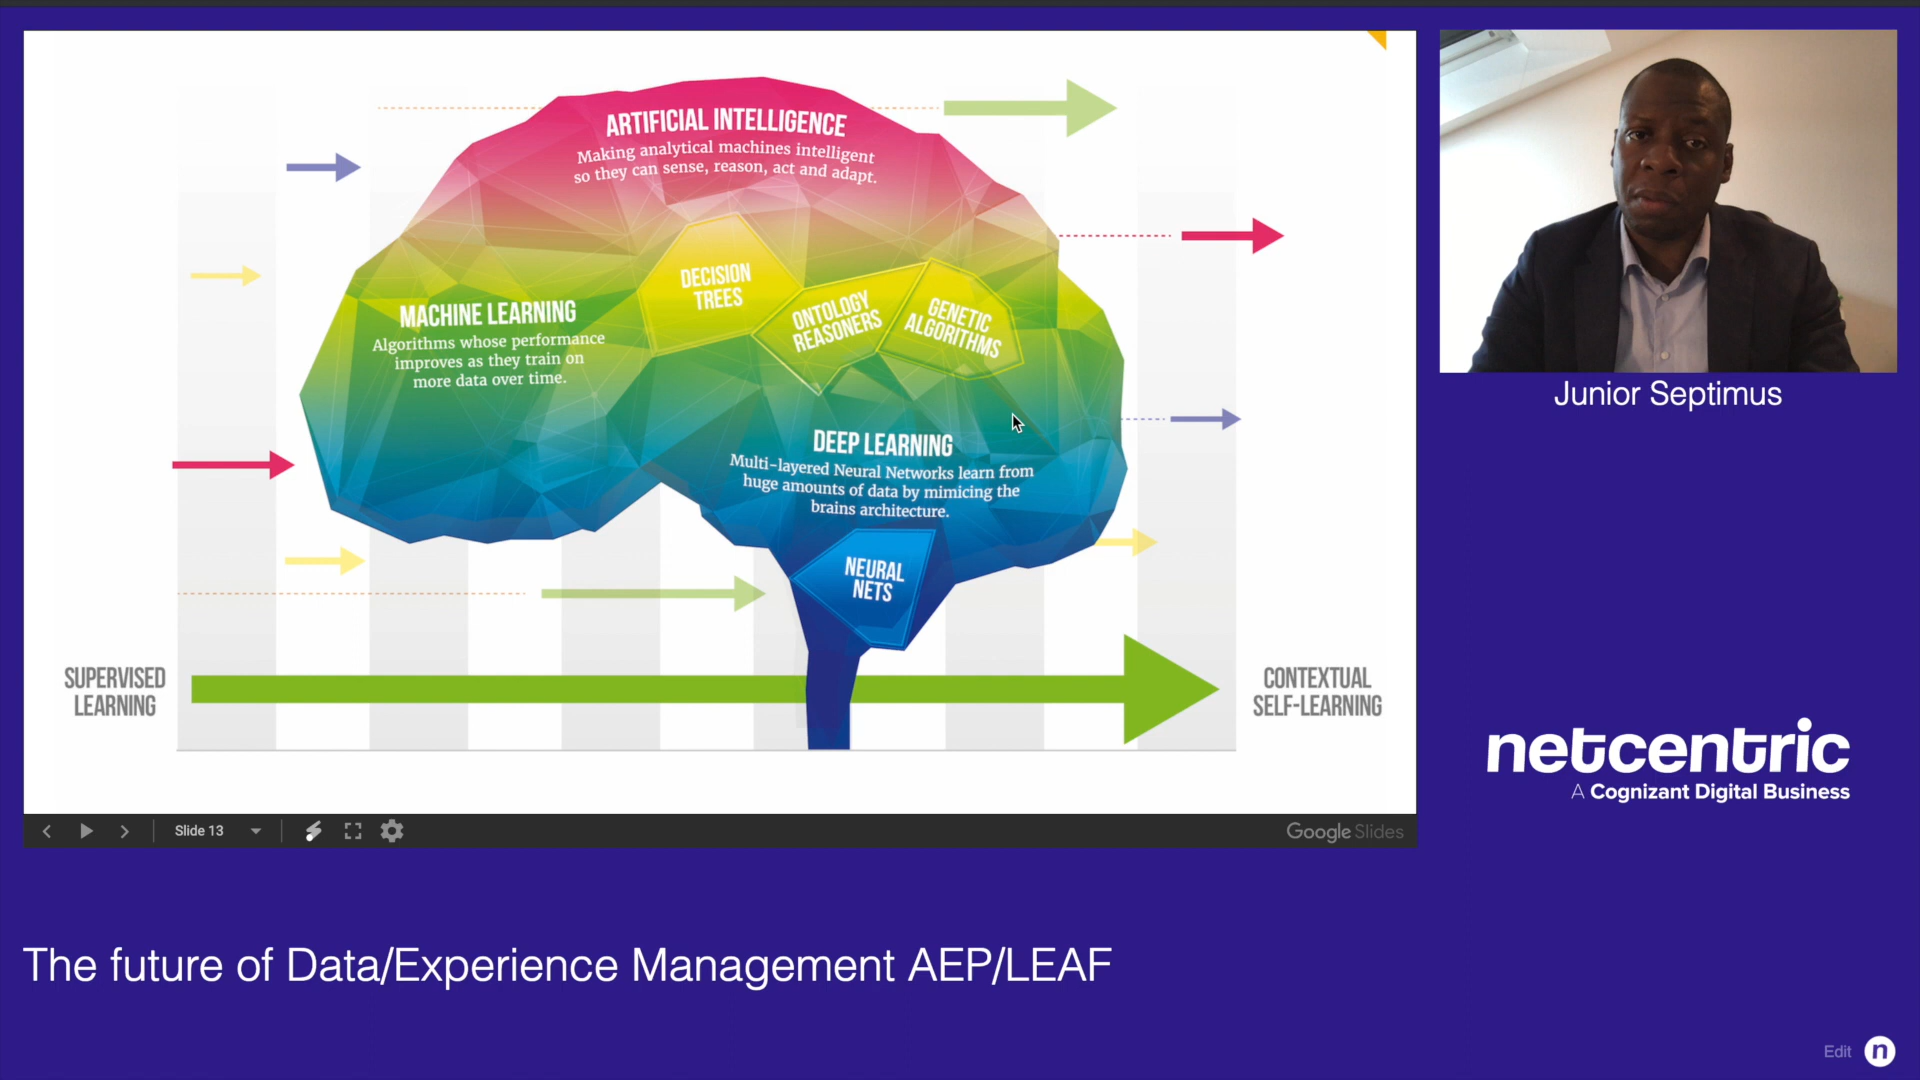 ARTIFICIAL INTELLIGENCE
Making analytical machines intelligent
so they can sense, reason, act and adapt.
DECISION
TREES
ONTOLOGY
REASONERS
GENETIC
ALGORITHMS
MACHINE LEARNING
Algorithms whose performance
improves as they train on
more data over time.
DEEP LEARNING
Multi-layered Neural Networks learn from
huge amounts of data by mimicing the
brains architecture.
NEURAL
NETS
SUPERVISED
LEARNING
CONTEXTUAL
SELF-LEARNING
Slide 13
Google Slides
Junior Septimus
netcentric
A Cognizant Digital Business
The future of Data/Experience Management AEP/LEAF
Edit
n